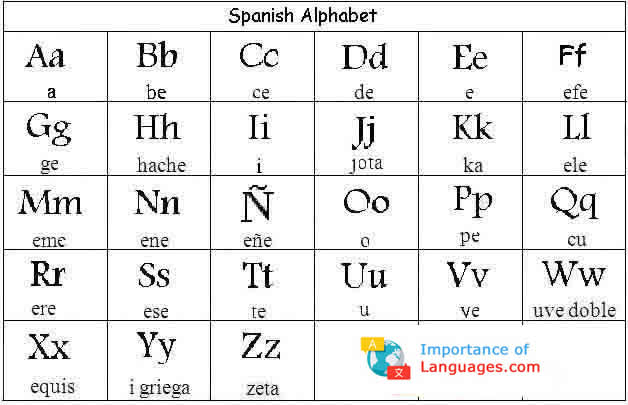 Spanish Alphabet
Aa Bb Cc Dd Ee Ff
a be ce de e efe
Gg Hh Ii Jj Kk Ll
ge hache i jota ka ele
Mm Nn Ñ Oo Pp Qq
eme ene eñe o pe cu
Rr Ss Tt Uu Vv Ww
ere ese te u ve uve doble
Xx Yy Zz
equis i griega zeta
A 文
Importance of
Languages.com